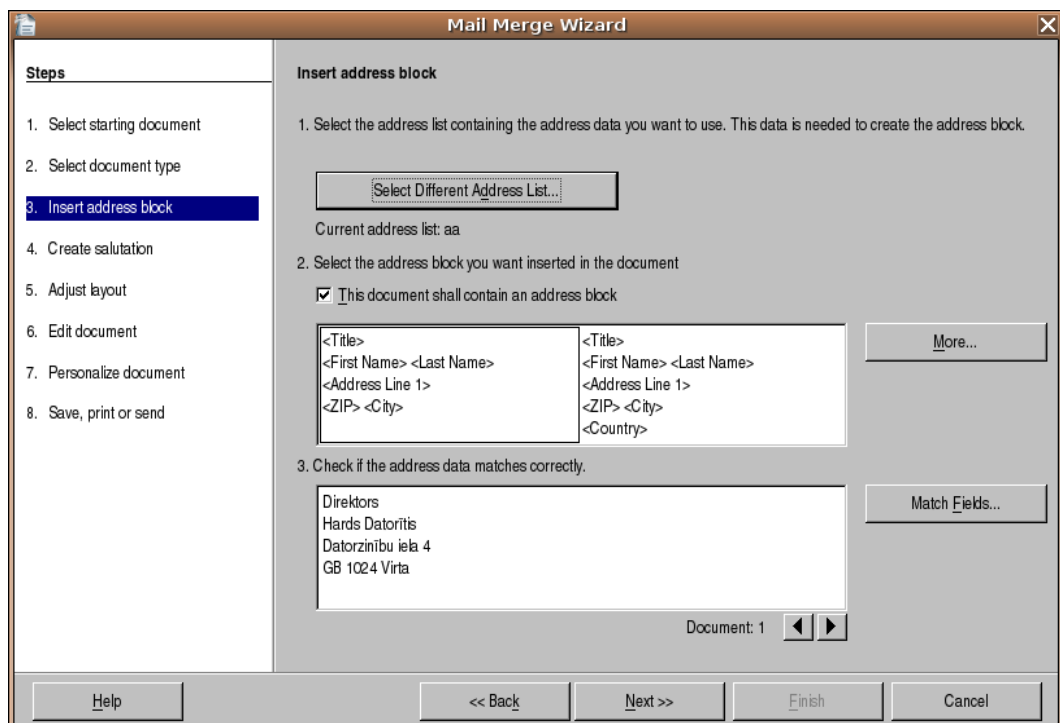 Mail Merge Wizard
Steps
1. Select starting document
2. Select document type
3. Insert address block
4. Create salutation
5. Adjust layout
6. Edit document
7. Personalize document
8. Save, print or send
Insert address block
1. Select the address list containing the address data you want to use. This data is needed to create the address block.
Select Different Address List...
Current address list: aa
2. Select the address block you want inserted in the document
This document shall contain an address block
<Title>
<First Name> <Last Name>
<Address Line 1>
<ZIP> <City>
<Title>
<First Name> <Last Name>
<Address Line 1>
<ZIP> <City>
<Country>
More...
3. Check if the address data matches correctly.
Direktors
Hards Datorītis
Datorzinību iela 4
GB 1024 Virta
Match Fields...
Document: 1
Help
<< Back
Next >>
Finish
Cancel